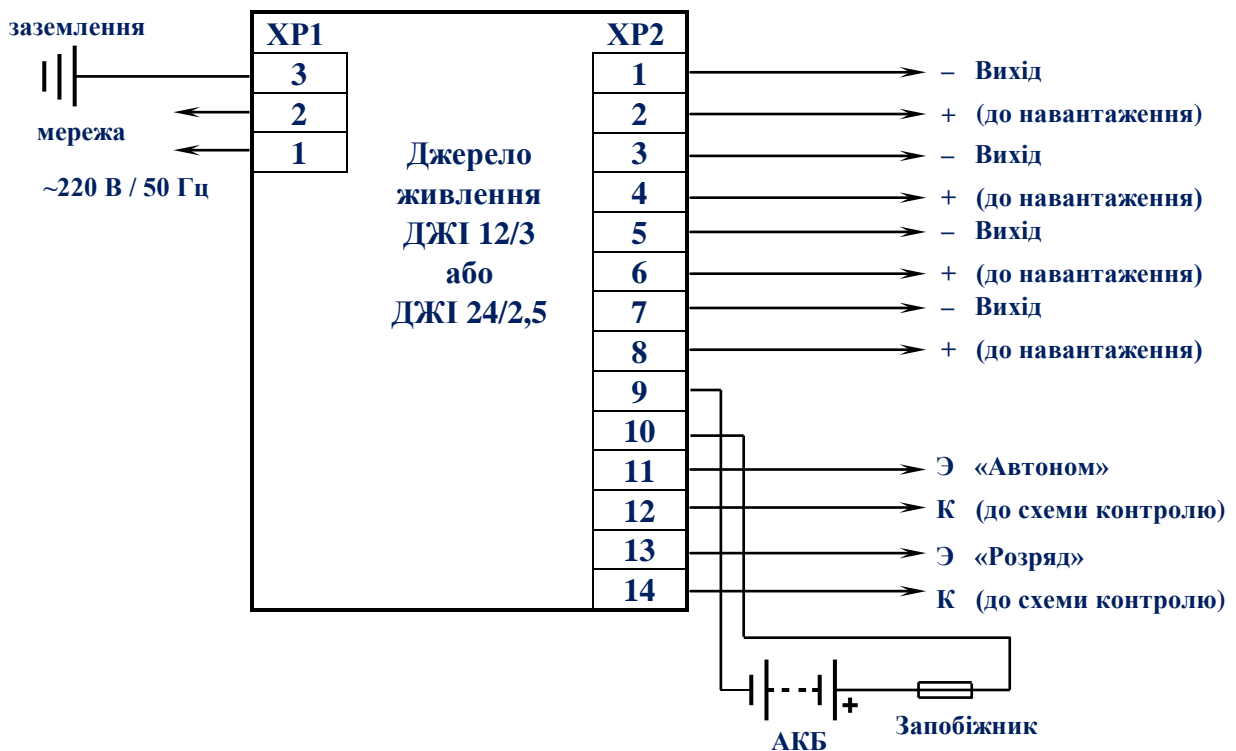 заземлення
мережа
~220 В / 50 Гц
ХР1
3
2
1
Джерело
живлення
ДЖІ 12/3
або
ДЖІ 24/2,5
ХР2
1
2
3
4
5
6
7
8
9
10
11
12
13
14
– Вихід
+ (до навантаження)
– Вихід
+ (до навантаження)
– Вихід
+ (до навантаження)
– Вихід
+ (до навантаження)
Э «Автоном»
К (до схеми контролю)
Э «Розряд»
К (до схеми контролю)
+
АКБ
Запобіжник